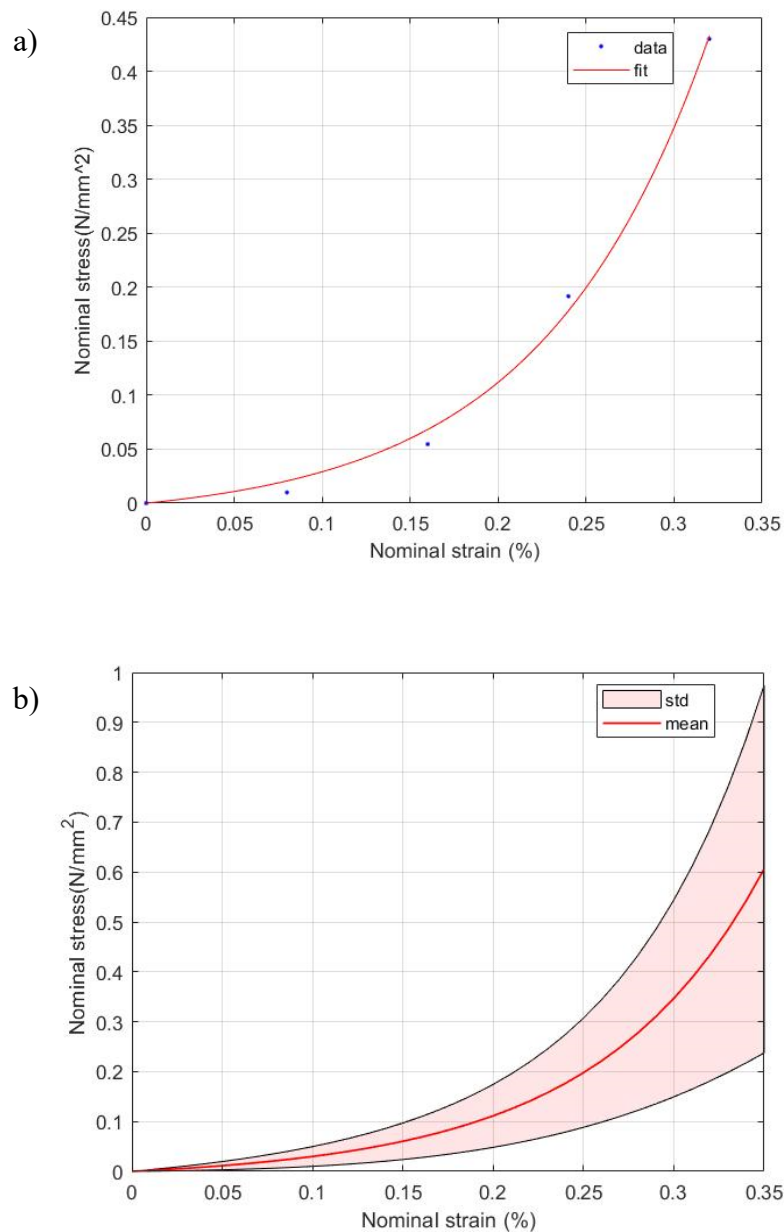 a)
0.45
0.4
0.35
0.3
0.25
0.2
0.15
0.1
0.05
0
Nominal stress(N/mm^2)
data
fit
0 0.05 0.1 0.15 0.2 0.25 0.3 0.35
Nominal strain (%)
b)
1
0.9
0.8
0.7
0.6
0.5
0.4
0.3
0.2
0.1
0
Nominal stress(N/mm²)
std
mean
0 0.05 0.1 0.15 0.2 0.25 0.3 0.35
Nominal strain (%)